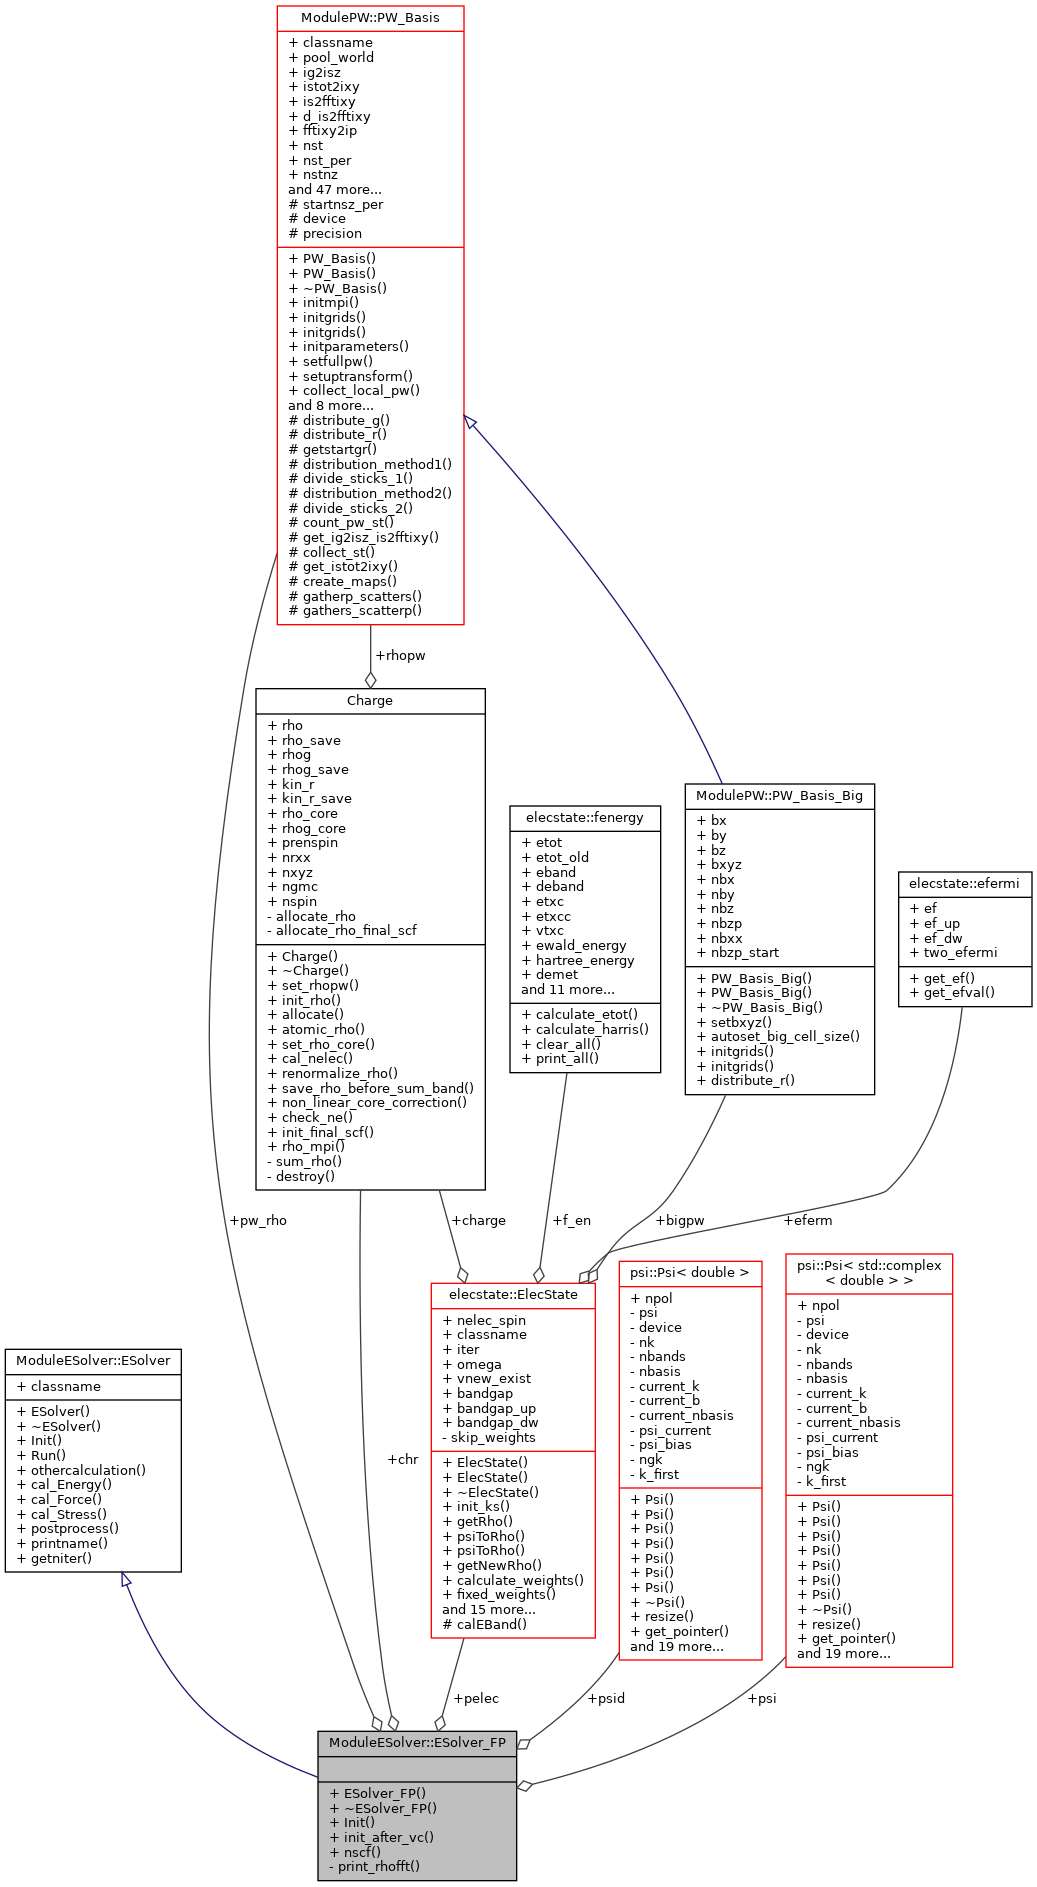 ModulePW::PW_Basis
+ classname
+ pool_world
+ ig2isz
+ istot2ixy
+ is2fftixy
+ d_is2fftixy
+ fftixy2ip
+ nst
+ nst_per
+ nstnz
and 47 more...
# startnsz_per
# device
# precision
+ PW_Basis()
+ PW_Basis()
+ ~PW_Basis()
+ initmpi()
+ initgrids()
+ initgrids()
+ initparameters()
+ setfullpw()
+ setuptransform()
+ collect_local_pw()
and 8 more...
# distribute_g()
# distribute_r()
# getstartgr()
# distribution_method1()
# divide_sticks_1()
# distribution_method2()
# divide_sticks_2()
# count_pw_st()
# get_ig2isz_is2fftixy()
# collect_st()
# get_istot2ixy()
# create_maps()
# gatherp_scatters()
# gathers_scatterp()
+rhopw
Charge
+ rho
+ rho_save
+ rhog
+ rhog_save
+ kin_r
+ kin_r_save
+ rho_core
+ rhog_core
+ prenspin
+ nrxx
+ nxyz
+ ngmc
+ nspin
- allocate_rho
- allocate_rho_final_scf
+ Charge()
+ ~Charge()
+ set_rhopw()
+ init_rho()
+ allocate()
+ atomic_rho()
+ set_rho_core()
+ cal_nelec()
+ renormalize_rho()
+ save_rho_before_sum_band()
+ non_linear_core_correction()
+ check_ne()
+ init_final_scf()
+ rho_mpi()
- sum_rho()
- destroy()
elecstate::fenergy
+ etot
+ etot_old
+ eband
+ deband
+ etxc
+ etxcc
+ vtxc
+ ewald_energy
+ hartree_energy
+ demet
and 11 more...
+ calculate_etot()
+ calculate_harris()
+ clear_all()
+ print_all()
ModulePW::PW_Basis_Big
+ bx
+ by
+ bz
+ bxyz
+ nbx
+ nby
+ nbz
+ nbzp
+ nbxx
+ nbzp_start
+ PW_Basis_Big()
+ PW_Basis_Big()
+ ~PW_Basis_Big()
+ setbxyz()
+ autoset_big_cell_size()
+ initgrids()
+ initgrids()
+ distribute_r()
elecstate::efermi
+ ef
+ ef_up
+ ef_dw
+ two_efermi
+ get_ef()
+ get_efval()
+pw_rho
+charge
+f_en
+bigpw
+eferm
ModuleESolver::ESolver
+ classname
+ ESolver()
+ ~ESolver()
+ Init()
+ Run()
+ othercalculation()
+ cal_Energy()
+ cal_Force()
+ cal_Stress()
+ postprocess()
+ printname()
+ getniter()
+chr
elecstate::ElecState
+ nelec_spin
+ classname
+ iter
+ omega
+ vnew_exist
+ bandgap
+ bandgap_up
+ bandgap_dw
- skip_weights
+ ElecState()
+ ElecState()
+ ~ElecState()
+ init_ks()
+ getRho()
+ psiToRho()
+ psiToRho()
+ getNewRho()
+ calculate_weights()
+ fixed_weights()
and 15 more...
# calEBand()
psi::Psi< double >
+ npol
- psi
- device
- nk
- nbands
- nbasis
- current_k
- current_b
- current_nbasis
- psi_current
- psi_bias
- ngk
- k_first
+ Psi()
+ Psi()
+ Psi()
+ Psi()
+ Psi()
+ Psi()
+ Psi()
+ ~Psi()
+ resize()
+ get_pointer()
and 19 more...
psi::Psi< std::complex
< double > >
+ npol
- psi
- device
- nk
- nbands
- nbasis
- current_k
- current_b
- current_nbasis
- psi_current
- psi_bias
- ngk
- k_first
+ Psi()
+ Psi()
+ Psi()
+ Psi()
+ Psi()
+ Psi()
+ Psi()
+ ~Psi()
+ resize()
+ get_pointer()
and 19 more...
+pelec
+psid
+psi
ModuleESolver::ESolver_FP
+ ESolver_FP()
+ ~ESolver_FP()
+ Init()
+ init_after_vc()
+ nscf()
- print_rhofft()